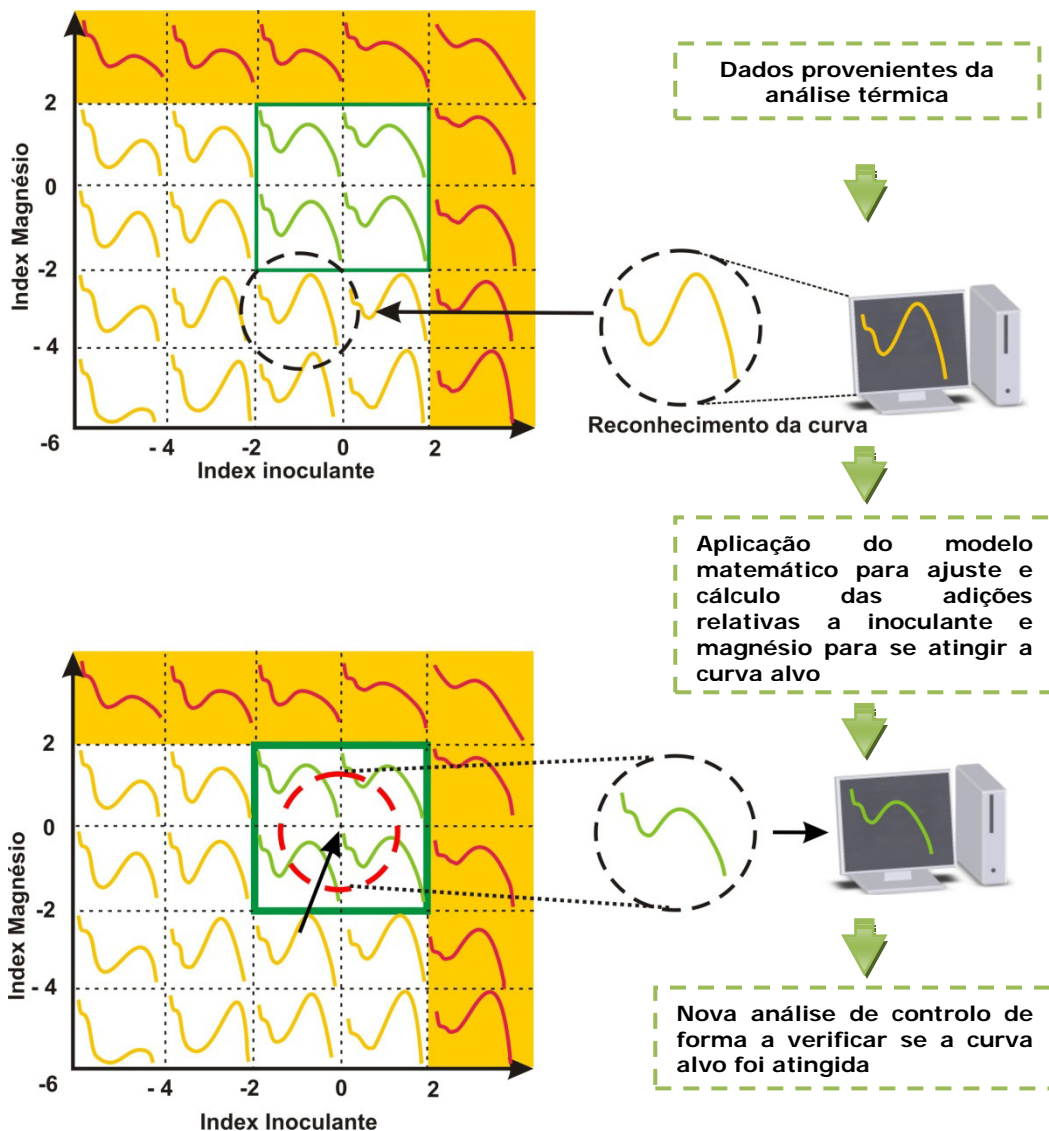 Dados provenientes da
análise térmica
Index Magnésio
2
0
-2
- 4
-6
- 4
-2
0
2
Index inoculante
Reconhecimento da curva
Aplicação do modelo
matemático para ajuste e
cálculo das adições
relativas a inoculante e
magnésio para se atingir a
curva alvo
Index Magnésio
2
0
-2
- 4
-6
- 4
-2
0
2
Index Inoculante
Nova análise de controlo de
forma a verificar se a curva
alvo foi atingida